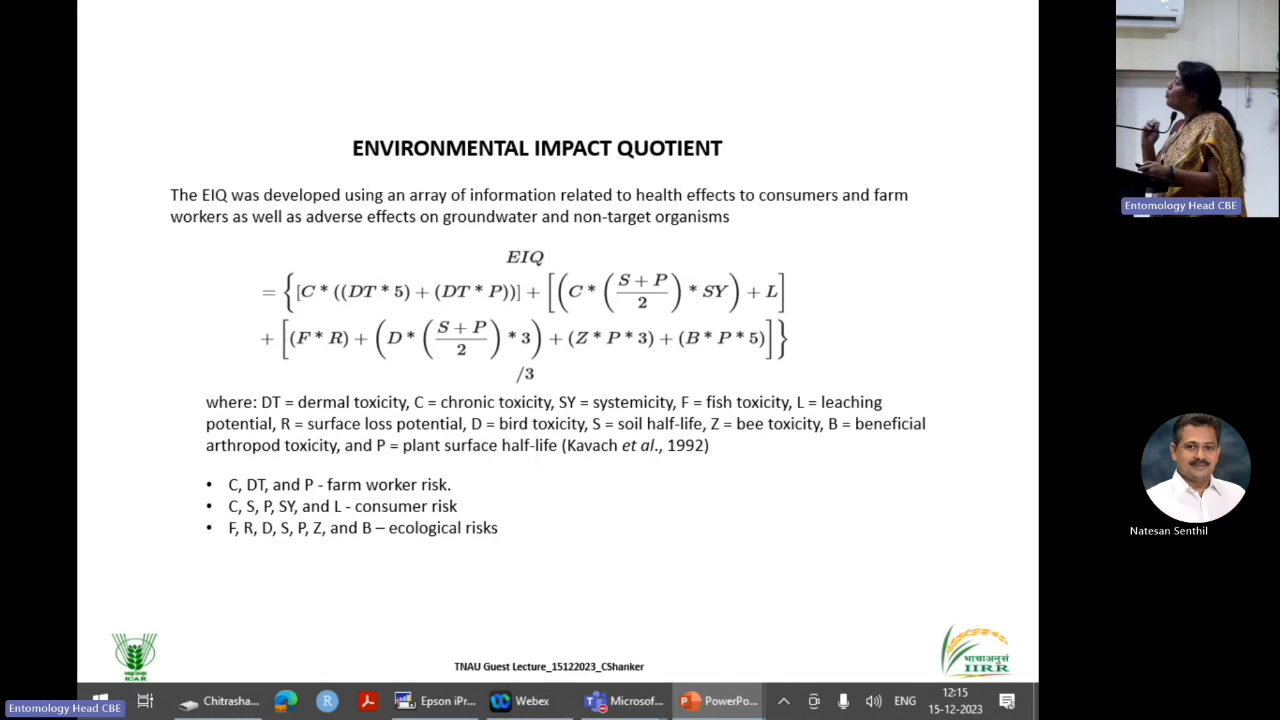 ENVIRONMENTAL IMPACT QUOTIENT
The EIQ was developed using an array of information related to health effects to consumers and farm
workers as well as adverse effects on groundwater and non-target organisms
EIQ
= {[C * ((DT * 5) + (DT * P))] + [(C * ((S + P)/2) * SY) + L]
+ [(F * R) + (D * ((S + P)/2) * 3) + (Z * P * 3) + (B * P * 5)]}
/3
where: DT = dermal toxicity, C = chronic toxicity, SY = systemicity, F = fish toxicity, L = leaching
potential, R = surface loss potential, D = bird toxicity, S = soil half-life, Z = bee toxicity, B = beneficial
arthropod toxicity, and P = plant surface half-life (Kavach et al., 1992)
• C, DT, and P - farm worker risk.
• C, S, P, SY, and L - consumer risk
• F, R, D, S, P, Z, and B – ecological risks
ICAR
IIRR
TNAU Guest Lecture_15122023_CShanker
Entomology Head CBE
Natesan Senthil
Entomology Head CBE
Chitrasha...
R
Epson iPr...
Webex
Microsof...
PowerPo...
ENG
12:15
15-12-2023